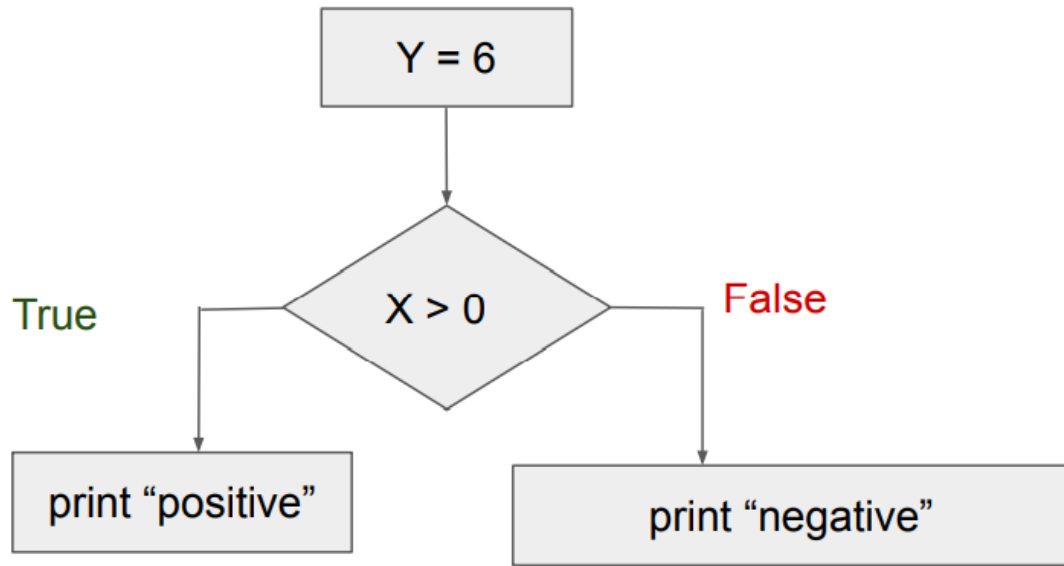 Y = 6
X > 0
True
False
print “positive”
print “negative”